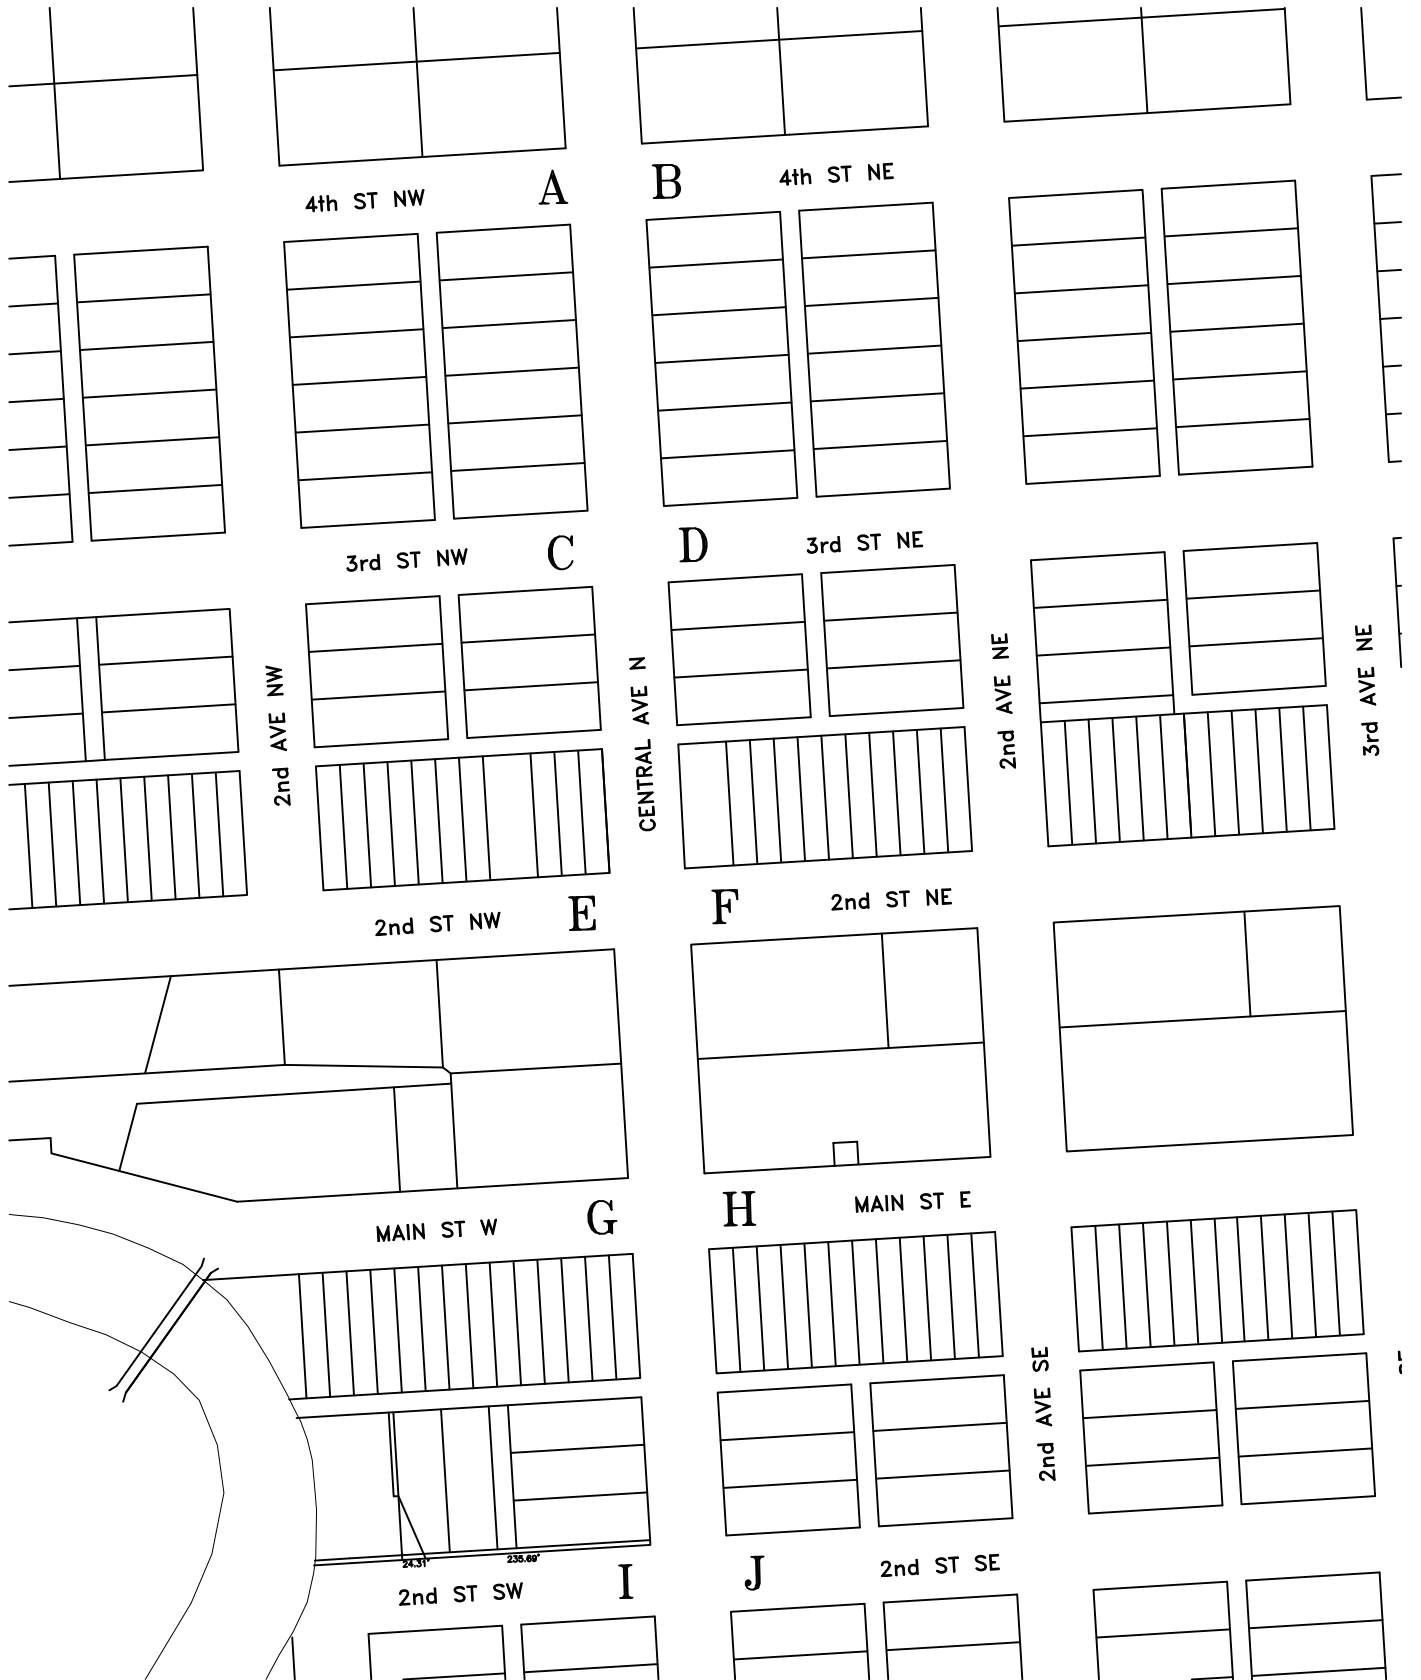 A B
4th ST NW 4th ST NE
C D
3rd ST NW 3rd ST NE
2nd AVE NW
CENTRAL AVE N
2nd AVE NE
3rd AVE NE
E F
2nd ST NW 2nd ST NE
G H
MAIN ST W MAIN ST E
2nd AVE SE
24.31' 235.69'
I J
2nd ST SW 2nd ST SE